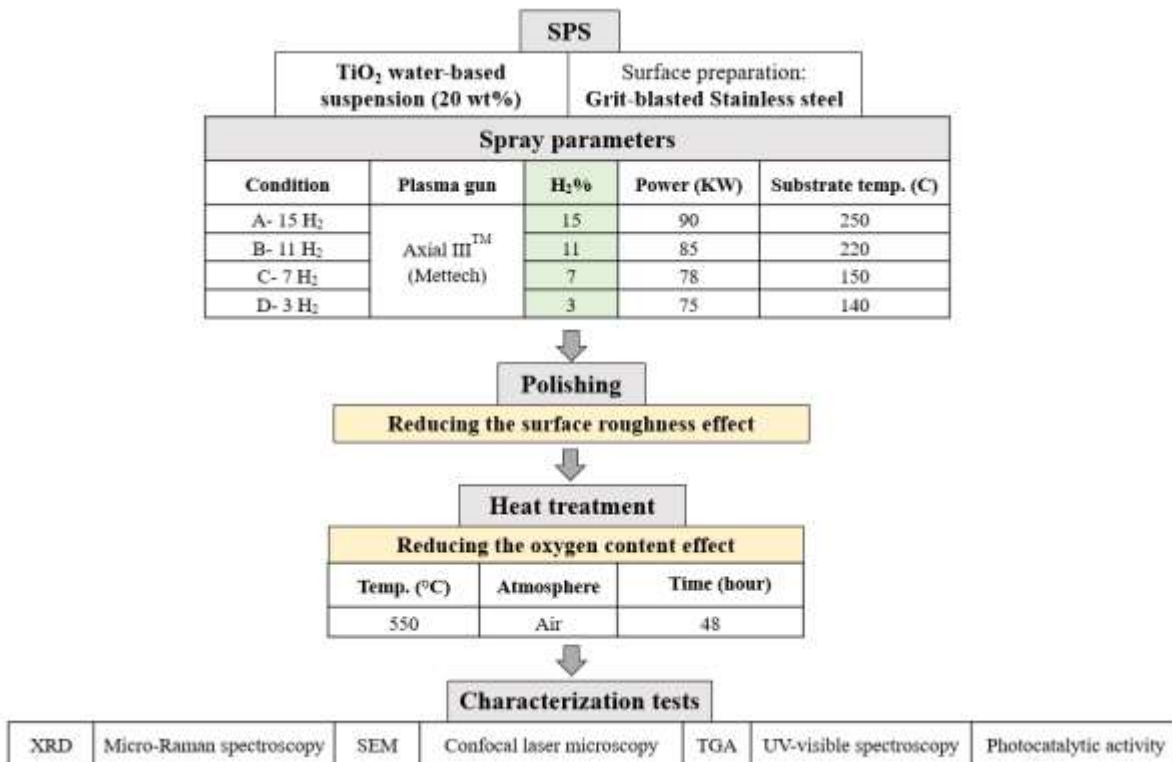 SPS
TiO₂ water-based
suspension (20 wt%)
Surface preparation:
Grit-blasted Stainless steel
Spray parameters
Condition Plasma gun H₂% Power (KW) Substrate temp. (C)
A- 15 H₂ 15 90 250
B- 11 H₂ 11 85 220
C- 7 H₂ 7 78 150
D- 3 H₂ 3 75 140
Axial III™
(Mettech)
Polishing
Reducing the surface roughness effect
Heat treatment
Reducing the oxygen content effect
Temp. (°C) Atmosphere Time (hour)
550 Air 48
Characterization tests
XRD Micro-Raman spectroscopy SEM Confocal laser microscopy TGA UV-visible spectroscopy Photocatalytic activity